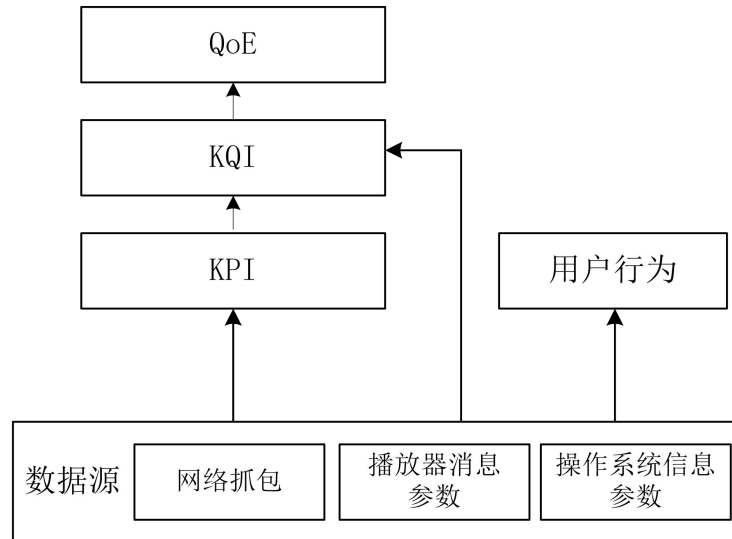 QoE
KQI
KPI
用户行为
数据源
网络抓包
播放器消息
参数
操作系统信息
参数